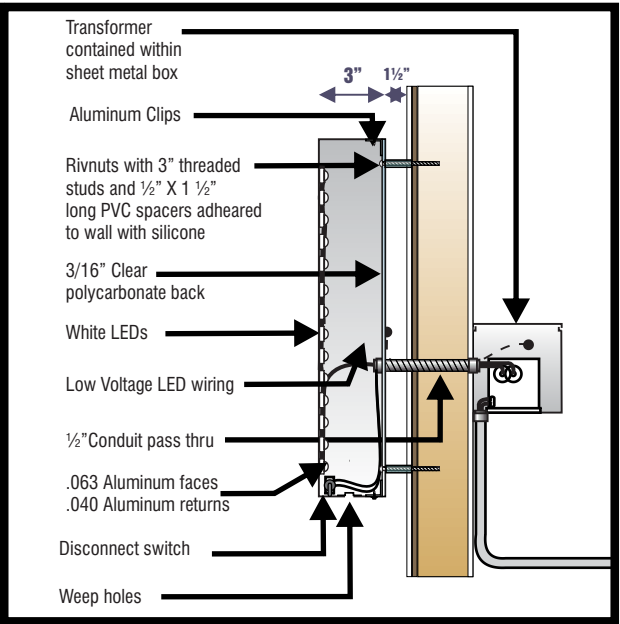 Transformer
contained within
sheet metal box
3”
1½”
Aluminum Clips
Rivnuts with 3” threaded
studs and ½” X 1 ½”
long PVC spacers adheared
to wall with silicone
3/16” Clear
polycarbonate back
White LEDs
Low Voltage LED wiring
½”Conduit pass thru
.063 Aluminum faces
.040 Aluminum returns
Disconnect switch
Weep holes